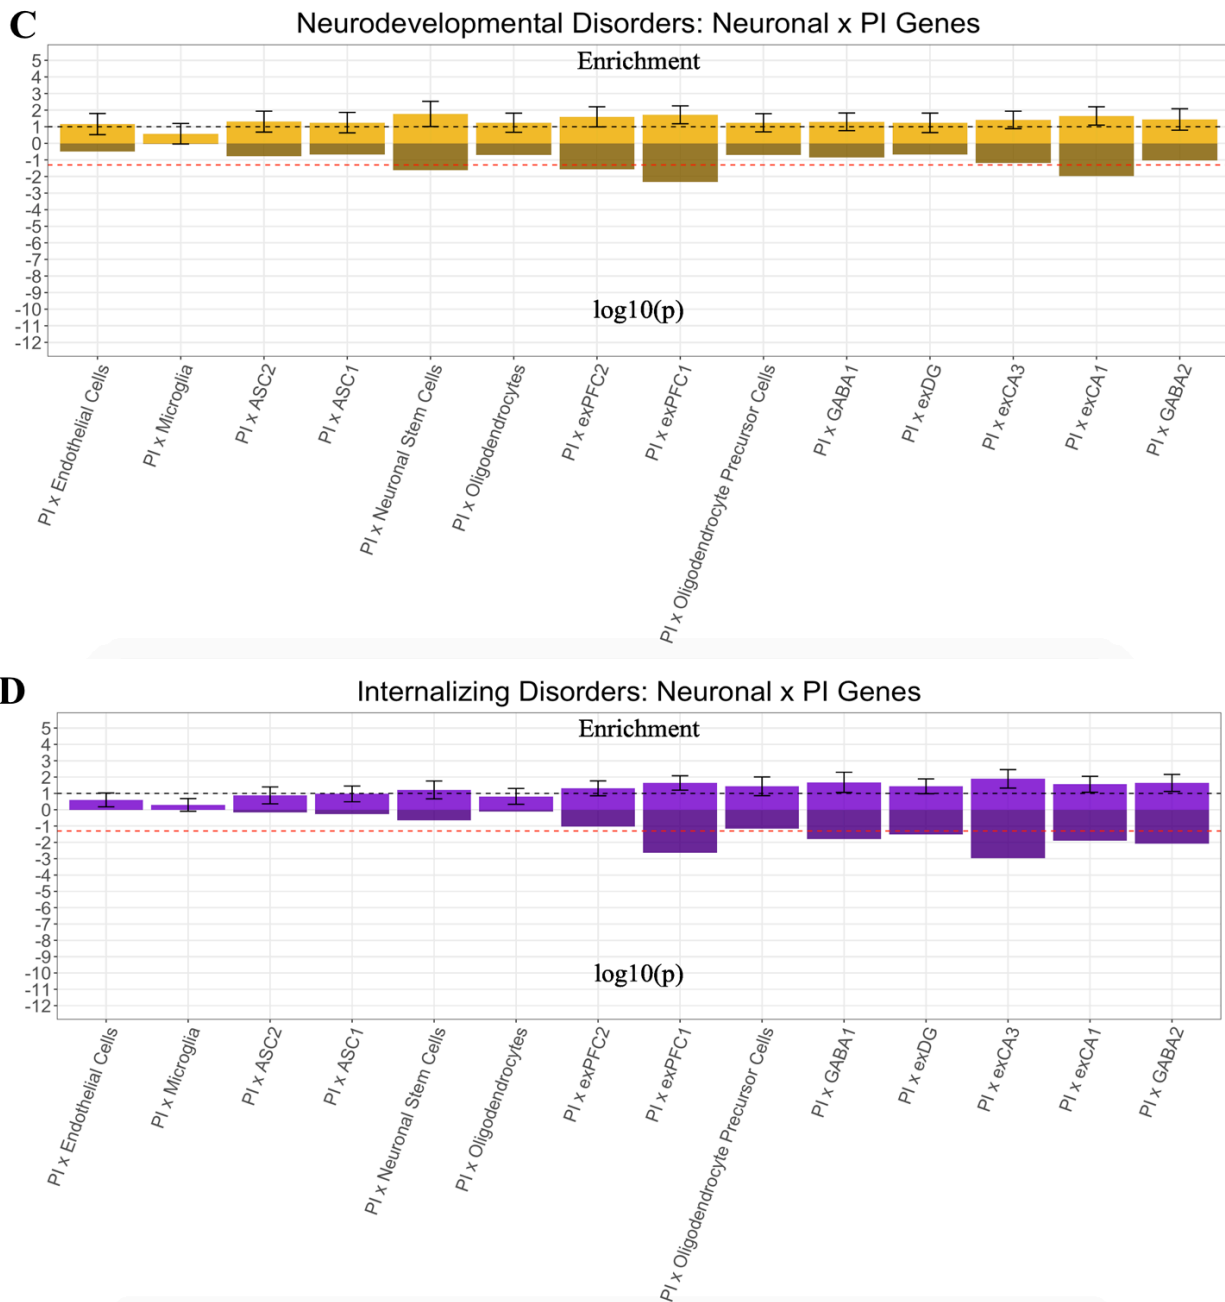 C
Neurodevelopmental Disorders: Neuronal x PI Genes
Enrichment
5
4
3
2
1
0
-1
-2
-3
-4
-5
-6
-7
-8
-9
-10
-11
-12
log10(p)
PI x Endothelial Cells
PI x Microglia
PI x ASC2
PI x ASC1
PI x Neuronal Stem Cells
PI x Oligodendrocytes
PI x exPFC2
PI x exPFC1
PI x Oligodendrocyte Precursor Cells
PI x GABA1
PI x exDG
PI x exCA3
PI x exCA1
PI x GABA2
D
Internalizing Disorders: Neuronal x PI Genes
Enrichment
5
4
3
2
1
0
-1
-2
-3
-4
-5
-6
-7
-8
-9
-10
-11
-12
log10(p)
PI x Endothelial Cells
PI x Microglia
PI x ASC2
PI x ASC1
PI x Neuronal Stem Cells
PI x Oligodendrocytes
PI x exPFC2
PI x exPFC1
PI x Oligodendrocyte Precursor Cells
PI x GABA1
PI x exDG
PI x exCA3
PI x exCA1
PI x GABA2